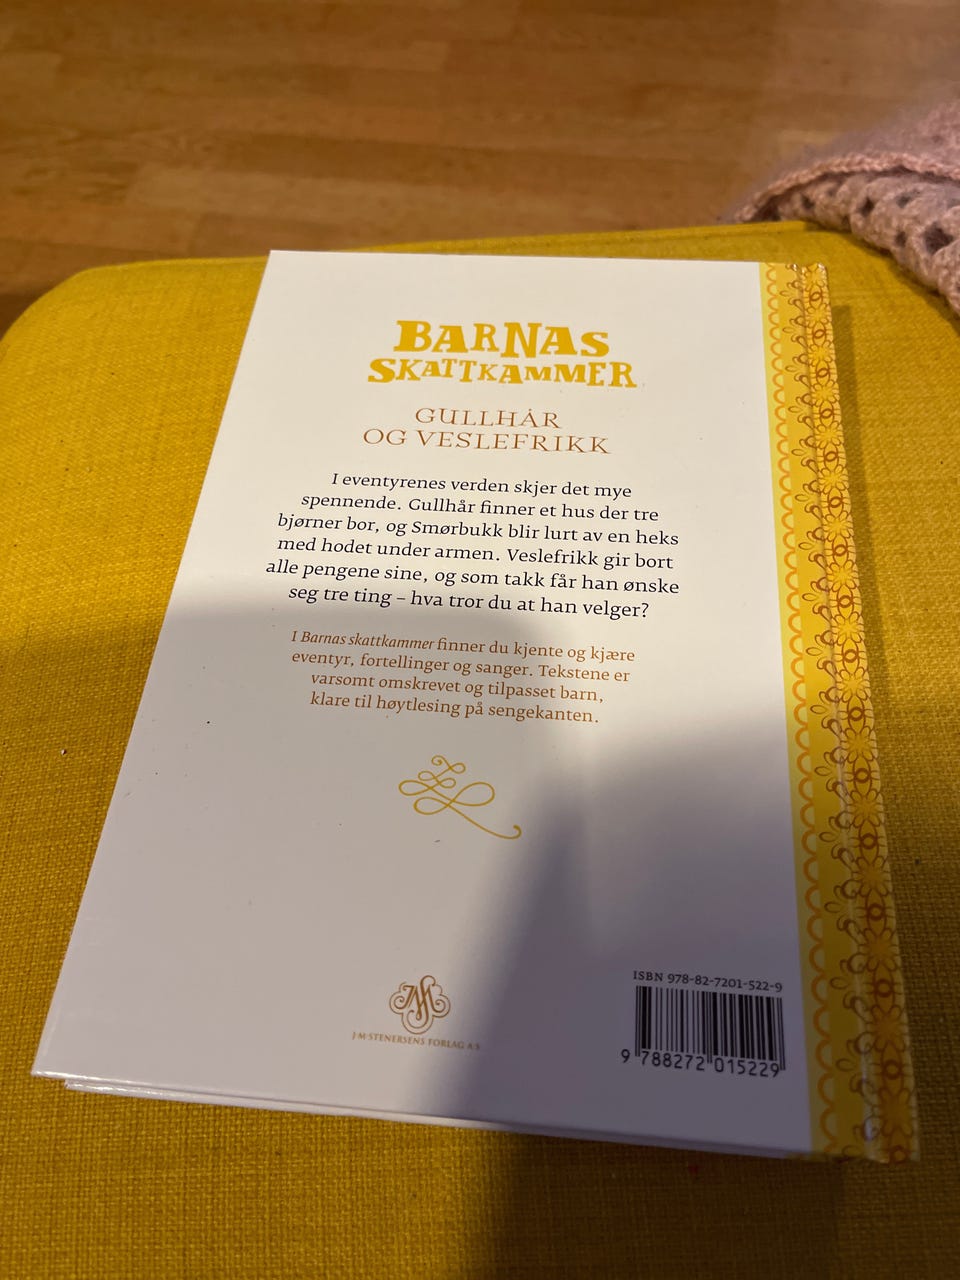 BARNAS
SKATTKAMMER
GULLHÅR
OG VESLEFRIKK
I eventyrenes verden skjer det mye
spennende. Gullhår finner et hus der tre
bjørner bor, og Smørbukk blir lurt av en heks
med hodet under armen. Veslefrikk gir bort
alle pengene sine, og som takk får han ønske
seg tre ting – hva tror du at han velger?
I Barnas skattkammer finner du kjente og kjære
eventyr, fortellinger og sanger. Tekstene er
varsomt omskrevet og tilpasset barn,
klare til høytlesing på sengekanten.
J·M·STENERSENS FORLAG A·S
ISBN 978-82-7201-522-9
9 788272 015229